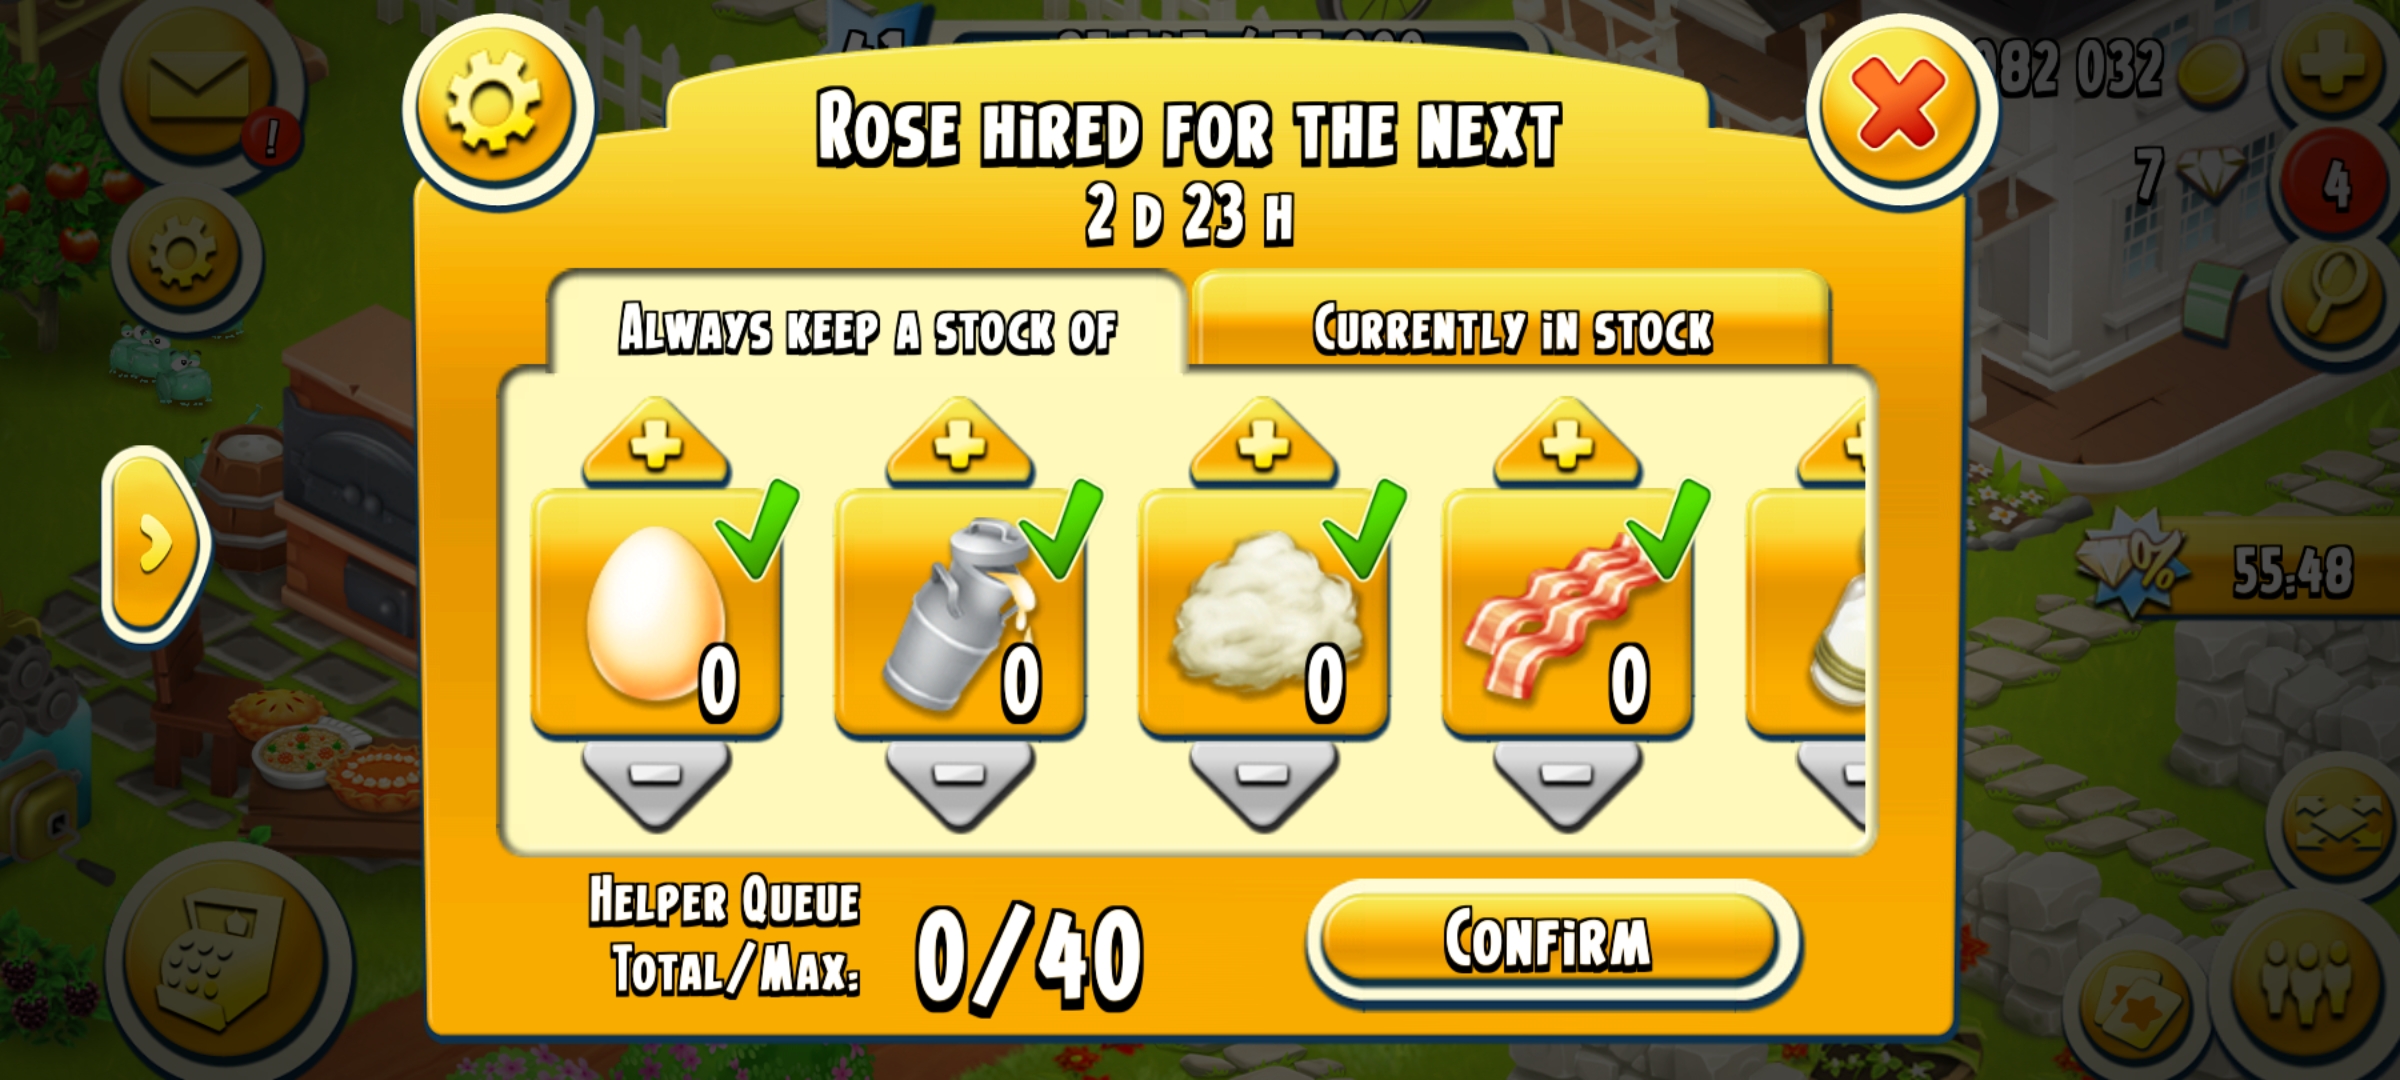 ROSE HIRED FOR THE NEXT
2 D 23 H
ALWAYS KEEP A STOCK OF
CURRENTLY IN STOCK
0
0
0
0
HELPER QUEUE
TOTAL/MAX:
0/40
CONFIRM
!
82 032
7
4
%
55:48